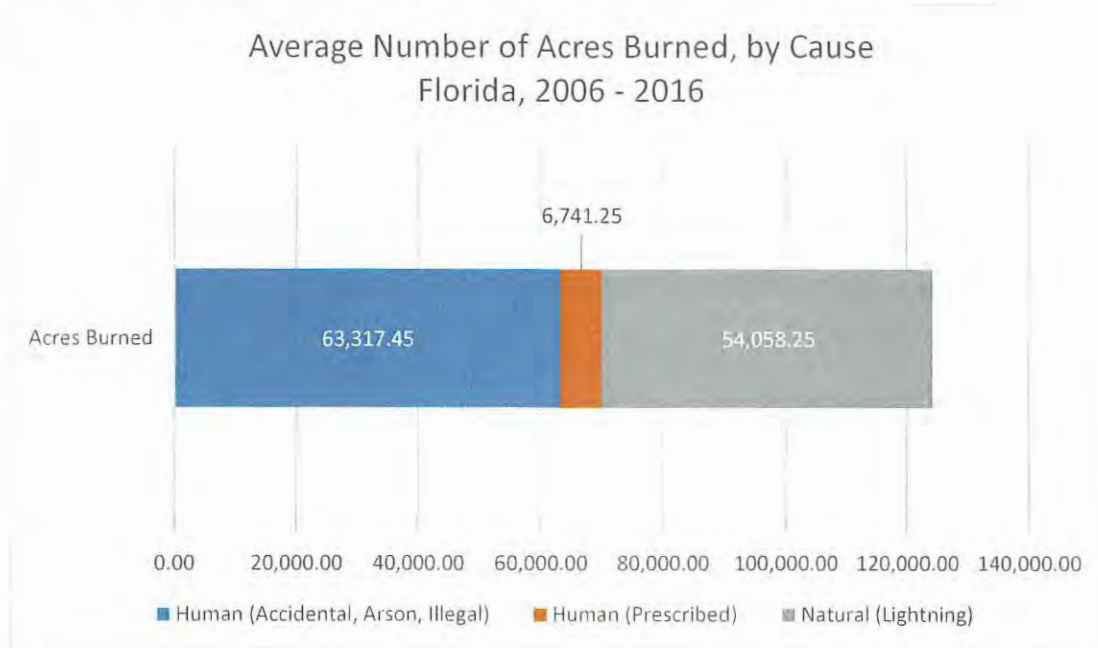 Average Number of Acres Burned, by Cause
Florida, 2006 - 2016
6,741.25
Acres Burned
63,317.45
54,058.25
0.00 20,000.00 40,000.00 60,000.00 80,000.00 100,000.00 120,000.00 140,000.00
Human (Accidental, Arson, Illegal) Human (Prescribed) Natural (Lightning)